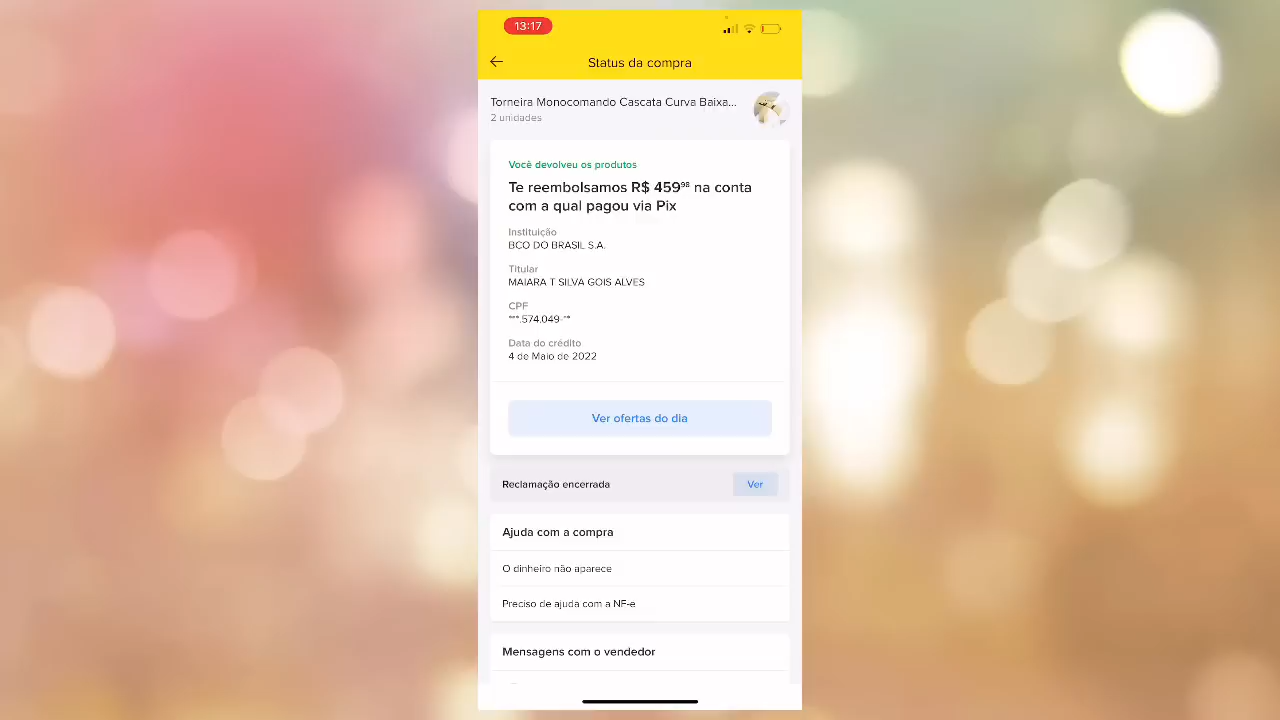 13:17
Status da compra
Torneira Monocomando Cascata Curva Baixa...
2 unidades
Você devolveu os produtos
Te reembolsamos R$ 459⁹⁸ na conta
com a qual pagou via Pix
Instituição
BCO DO BRASIL S.A.
Titular
MAIARA T SILVA GOIS ALVES
CPF
***.574.049-**
Data do crédito
4 de Maio de 2022
Ver ofertas do dia
Reclamação encerrada
Ver
Ajuda com a compra
O dinheiro não aparece
Preciso de ajuda com a NF-e
Mensagens com o vendedor